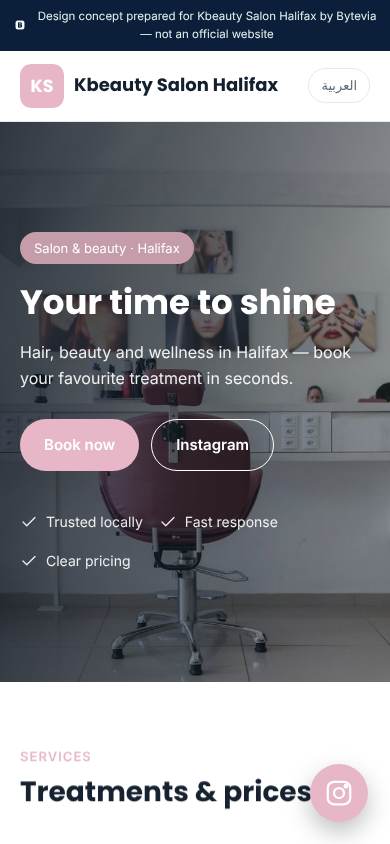 Design concept prepared for Kbeauty Salon Halifax by Bytevia
— not an official website
B
KS
Kbeauty Salon Halifax
العربية
Salon & beauty · Halifax
Your time to shine
Hair, beauty and wellness in Halifax — book
your favourite treatment in seconds.
Book now
Instagram
Trusted locally
Fast response
Clear pricing
SERVICES
Treatments & prices